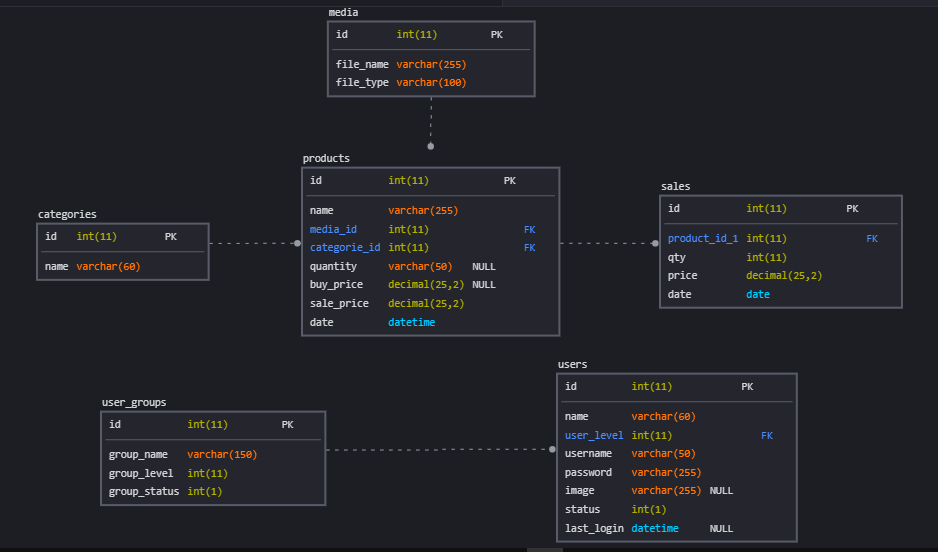 media
id int(11) PK
file_name varchar(255)
file_type varchar(100)
products
id int(11) PK
name varchar(255)
media_id int(11) FK
categorie_id int(11) FK
quantity varchar(50) NULL
buy_price decimal(25,2) NULL
sale_price decimal(25,2)
date datetime
categories
id int(11) PK
name varchar(60)
sales
id int(11) PK
product_id_1 int(11) FK
qty int(11)
price decimal(25,2)
date date
user_groups
id int(11) PK
group_name varchar(150)
group_level int(11)
group_status int(1)
users
id int(11) PK
name varchar(60)
user_level int(11) FK
username varchar(50)
password varchar(255)
image varchar(255) NULL
status int(1)
last_login datetime NULL